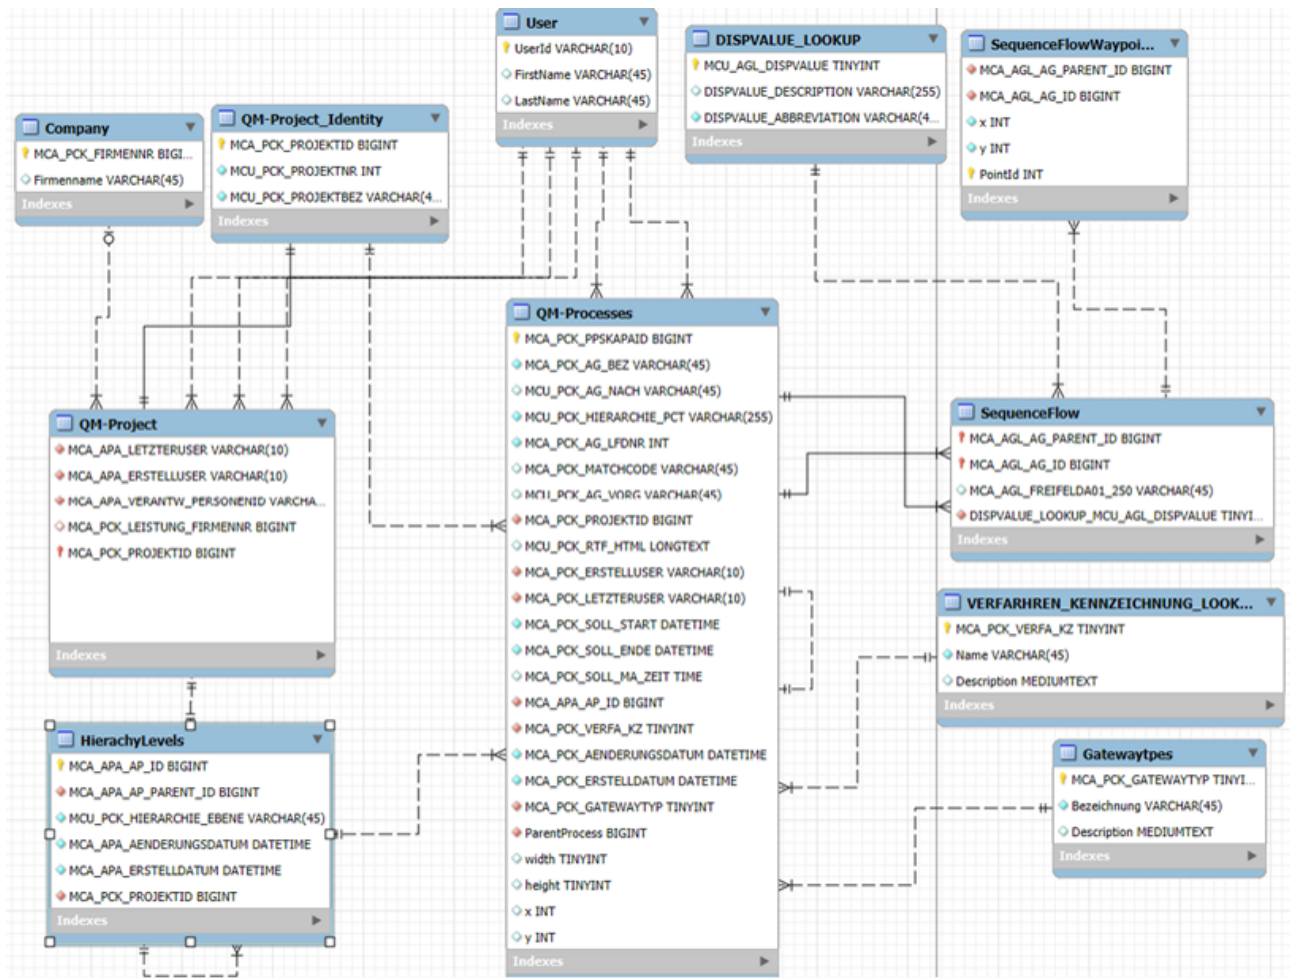 User
UserId VARCHAR(10)
FirstName VARCHAR(45)
LastName VARCHAR(45)
Indexes
DISPVALUE_LOOKUP
MCU_AGL_DISPVALUE TINYINT
DISPVALUE_DESCRIPTION VARCHAR(255)
DISPVALUE_ABBREVIATION VARCHAR(4...
Indexes
SequenceFlowWaypoi...
MCA_AGL_AG_PARENT_ID BIGINT
MCA_AGL_AG_ID BIGINT
x INT
y INT
PointId INT
Indexes
Company
MCA_PCK_FIRMENNR BIGI...
Firmenname VARCHAR(45)
Indexes
QM-Project_Identity
MCA_PCK_PROJEKTID BIGINT
MCU_PCK_PROJEKTNR INT
MCU_PCK_PROJEKTBEZ VARCHAR(4...
Indexes
QM-Processes
MCA_PCK_PPSKAPAID BIGINT
MCA_PCK_AG_BEZ VARCHAR(45)
MCU_PCK_AG_NACH VARCHAR(45)
MCU_PCK_HIERARCHIE_PCT VARCHAR(255)
MCA_PCK_AG_LFDNR INT
MCA_PCK_MATCHCODE VARCHAR(45)
MCU_PCK_AG_VORG VARCHAR(45)
MCA_PCK_PROJEKTID BIGINT
MCU_PCK_RTF_HTML LONGTEXT
MCA_PCK_ERSTELLUSER VARCHAR(10)
MCA_PCK_LETZTERUSER VARCHAR(10)
MCA_PCK_SOLL_START DATETIME
MCA_PCK_SOLL_ENDE DATETIME
MCA_PCK_SOLL_MA_ZEIT TIME
MCA_APA_AP_ID BIGINT
MCA_PCK_VERFA_KZ TINYINT
MCA_PCK_AENDERUNGSDATUM DATETIME
MCA_PCK_ERSTELLDATUM DATETIME
MCA_PCK_GATEWAYTYP TINYINT
ParentProcess BIGINT
width TINYINT
height TINYINT
x INT
y INT
Indexes
QM-Project
MCA_APA_LETZTERUSER VARCHAR(10)
MCA_APA_ERSTELLUSER VARCHAR(10)
MCA_APA_VERANTW_PERSONENID VARCHA...
MCA_PCK_LEISTUNG_FIRMENNR BIGINT
MCA_PCK_PROJEKTID BIGINT
Indexes
SequenceFlow
MCA_AGL_AG_PARENT_ID BIGINT
MCA_AGL_AG_ID BIGINT
MCA_AGL_FREIFELDA01_250 VARCHAR(45)
DISPVALUE_LOOKUP_MCU_AGL_DISPVALUE TINYI...
Indexes
VERFARHREN_KENNZEICHNUNG_LOOK...
MCA_PCK_VERFA_KZ TINYINT
Name VARCHAR(45)
Description MEDIUMTEXT
Indexes
HierachyLevels
MCA_APA_AP_ID BIGINT
MCA_APA_AP_PARENT_ID BIGINT
MCU_PCK_HIERARCHIE_EBENE VARCHAR(45)
MCA_APA_AENDERUNGSDATUM DATETIME
MCA_APA_ERSTELLDATUM DATETIME
MCA_PCK_PROJEKTID BIGINT
Indexes
Gatewaytpes
MCA_PCK_GATEWAYTYP TINYI...
Bezeichnung VARCHAR(45)
Description MEDIUMTEXT
Indexes